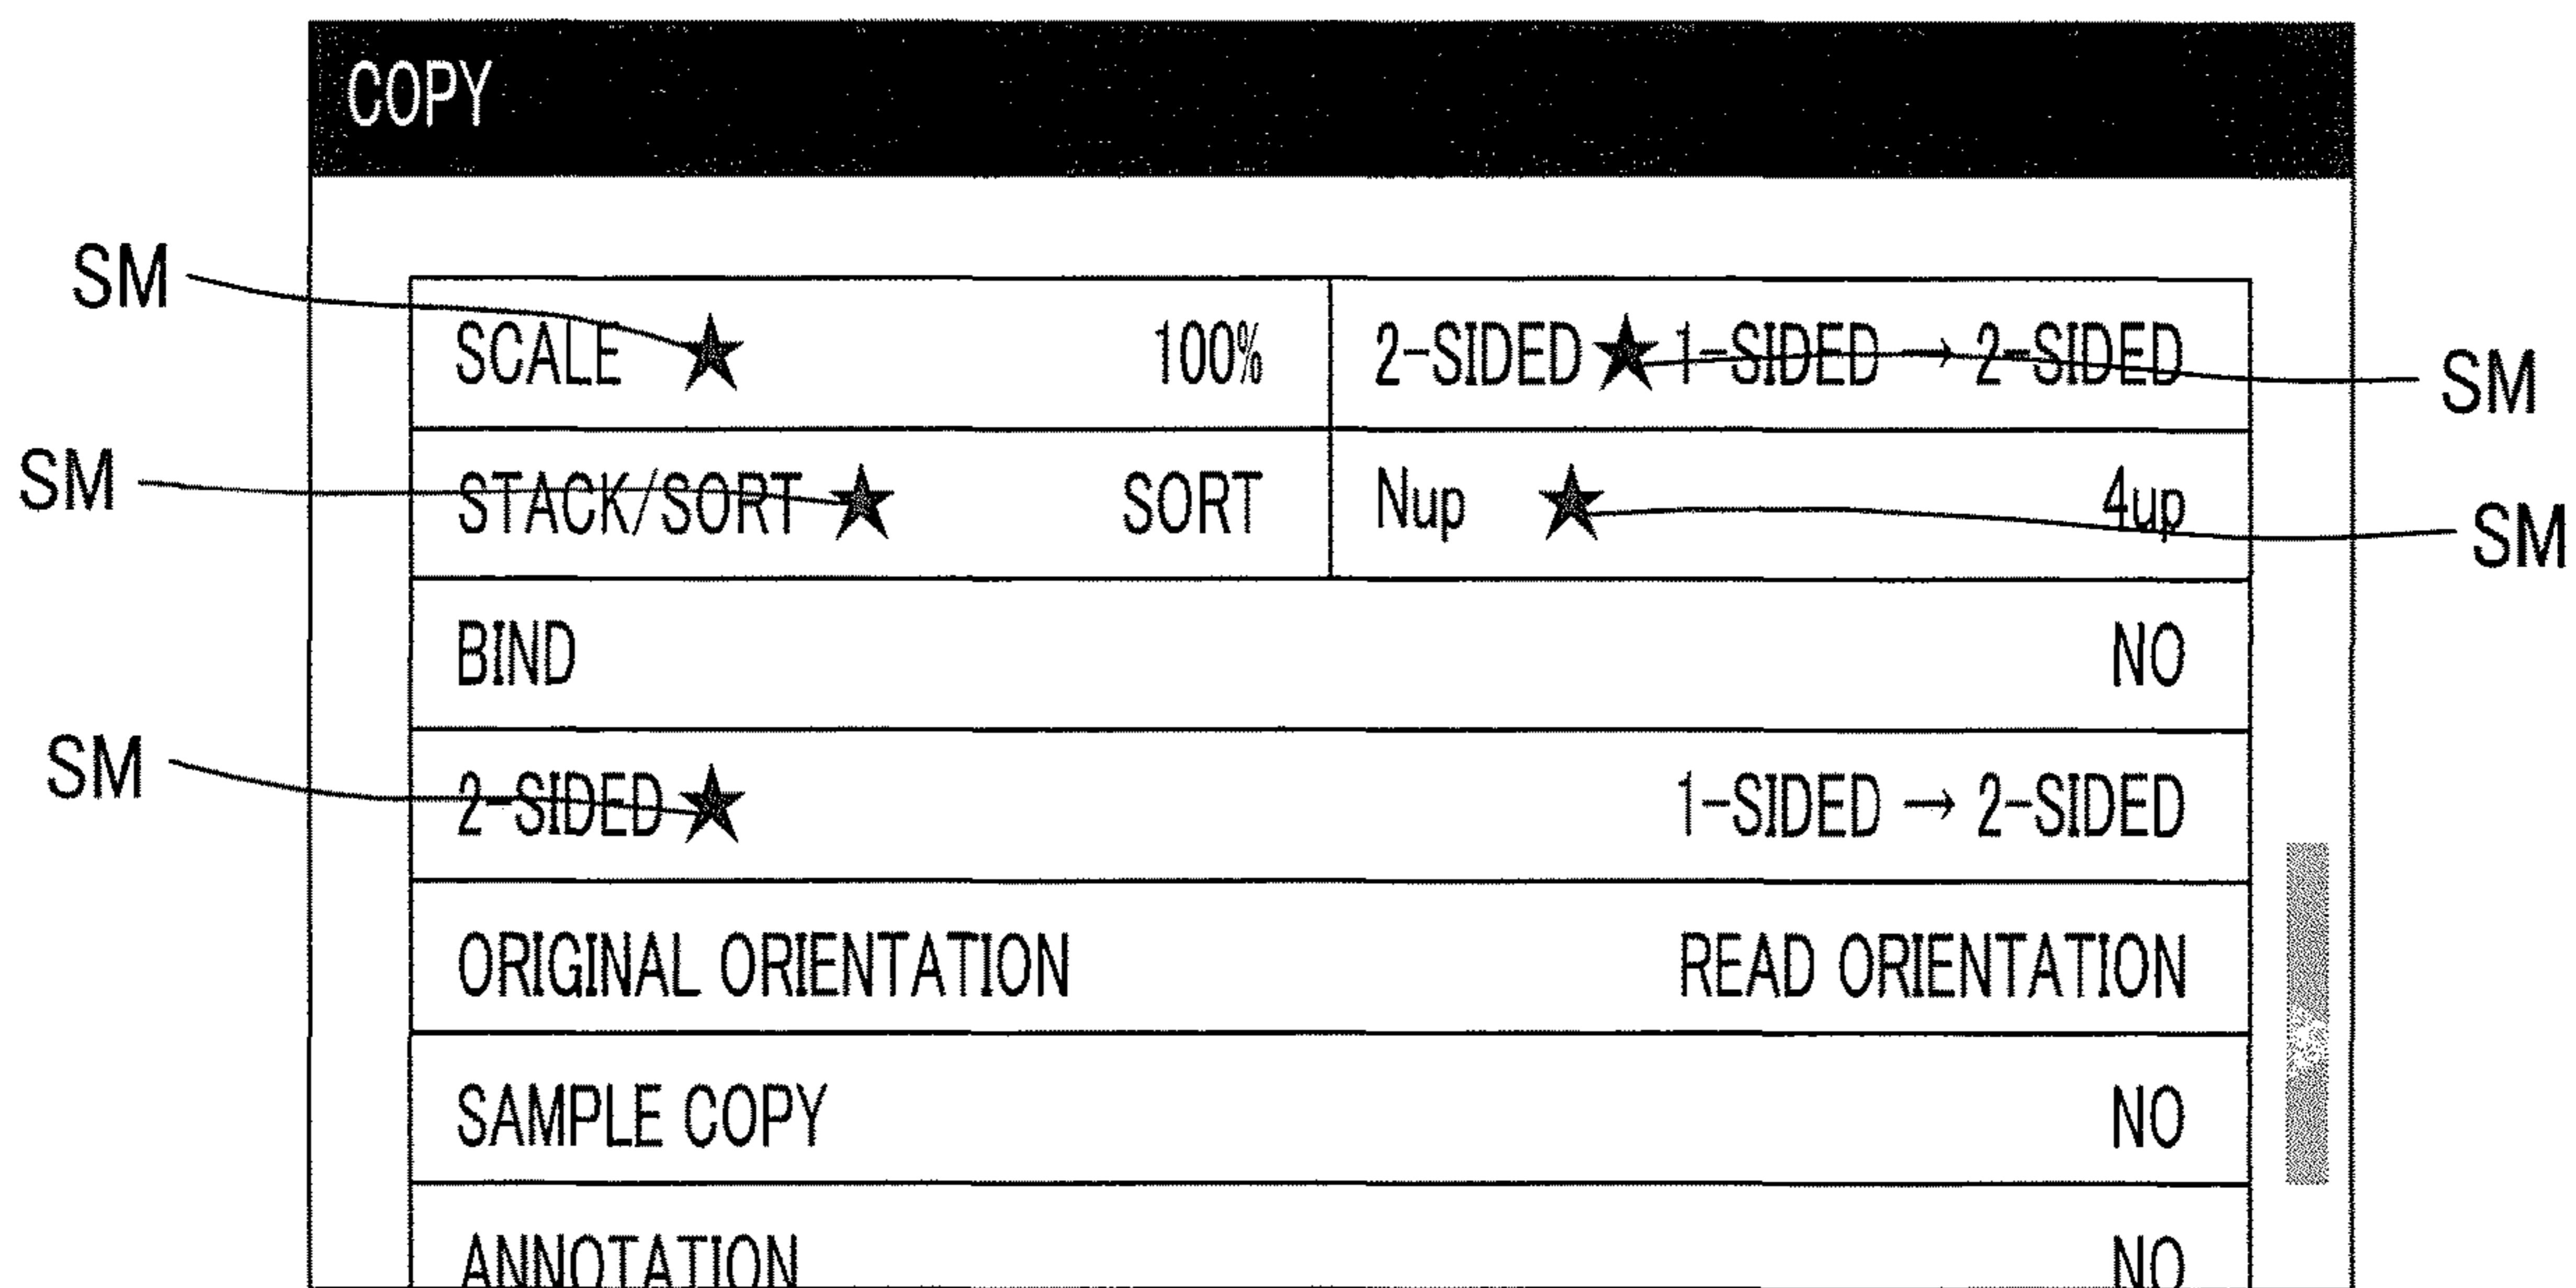 COPY
SM
SCALE ★ 100% 2-SIDED ★ 1-SIDED → 2-SIDED
SM
SM
STACK/SORT ★ SORT Nup ★ 4up
SM
BIND NO
SM
2-SIDED ★ 1-SIDED → 2-SIDED
ORIGINAL ORIENTATION READ ORIENTATION
SAMPLE COPY NO
ANNOTATION NO